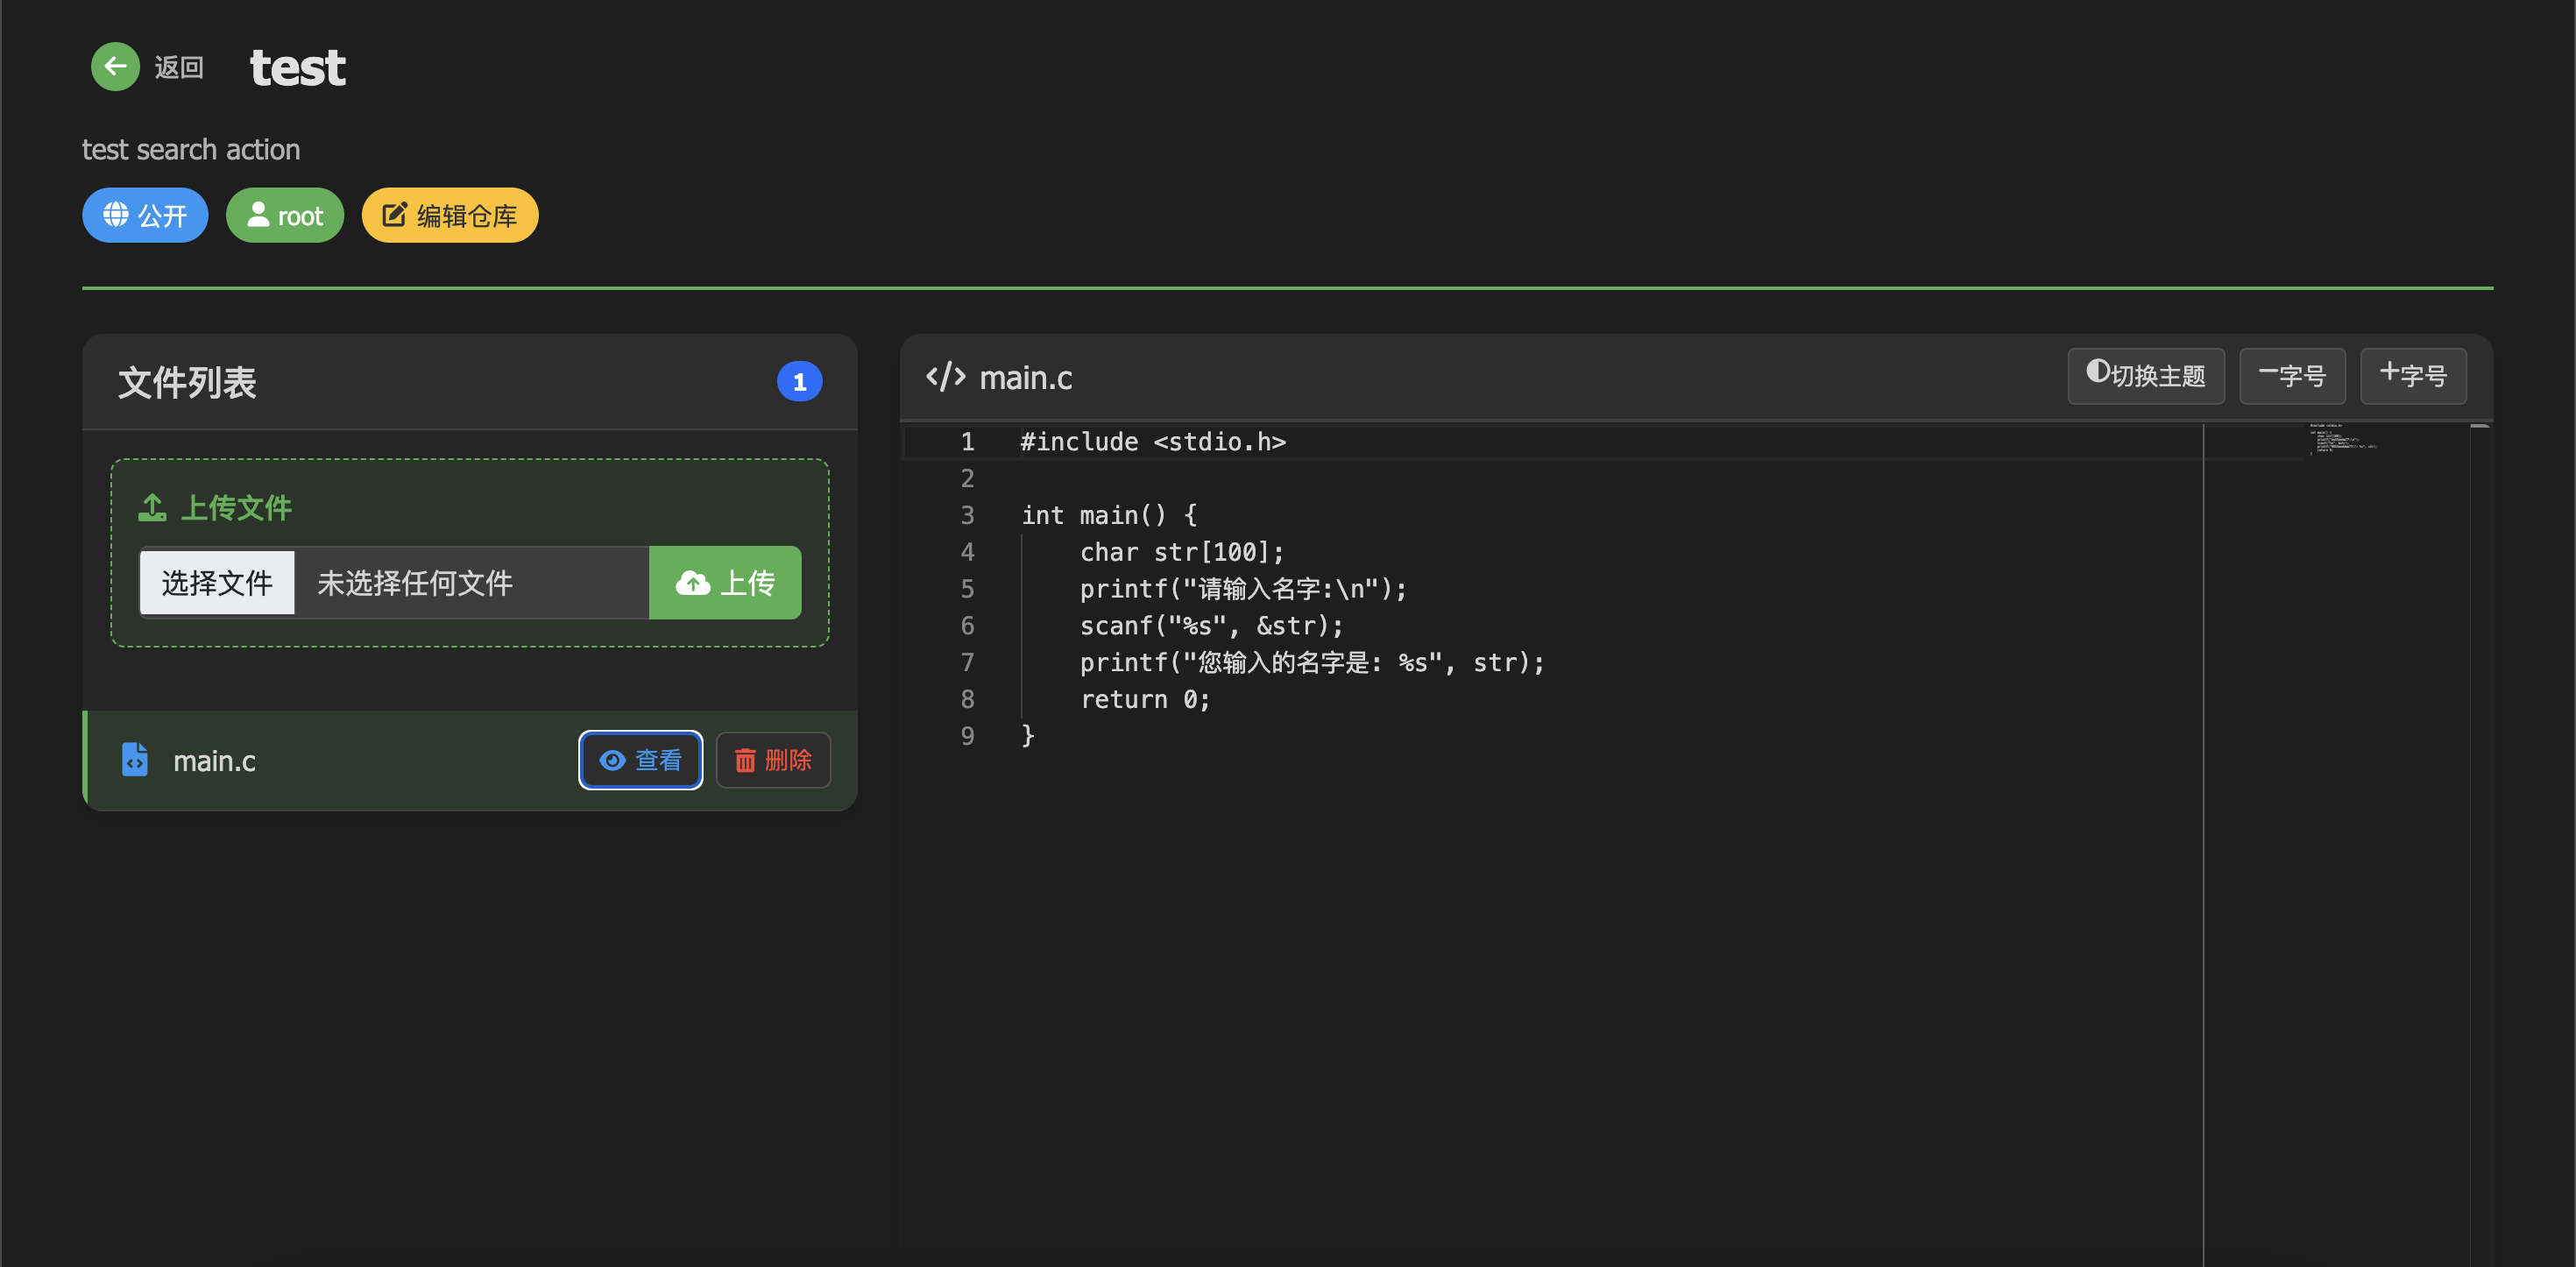 返回 test
test search action
公开 root 编辑仓库
文件列表 1
上传文件
选择文件 未选择任何文件 上传
main.c 查看 删除
main.c 切换主题 字号 字号
1 #include <stdio.h>
2
3 int main() {
4     char str[100];
5     printf("请输入名字:\n");
6     scanf("%s", &str);
7     printf("您输入的名字是: %s", str);
8     return 0;
9 }